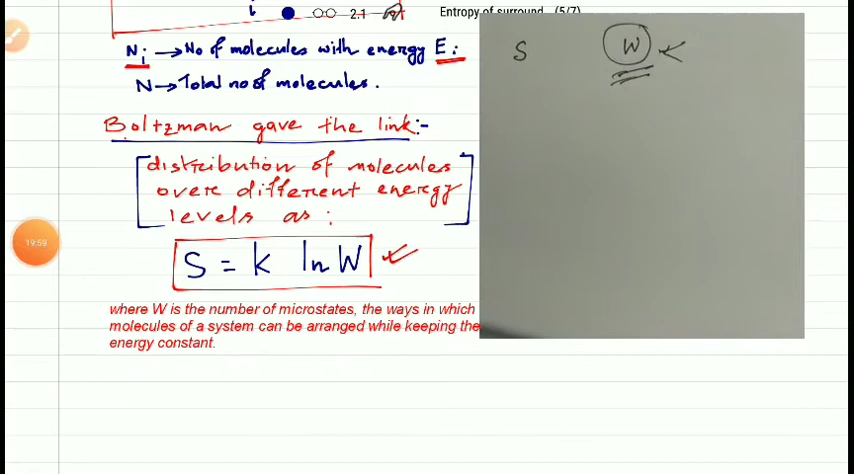 2.1
Entropy of surround (5/7)
Ni → No of molecules with energy Ei
N → Total no of molecules.
Boltzman gave the link:-
distribution of molecules
over different energy
levels as :
S = k ln W
where W is the number of microstates, the ways in which
molecules of a system can be arranged while keeping the
energy constant.
S W
19:59